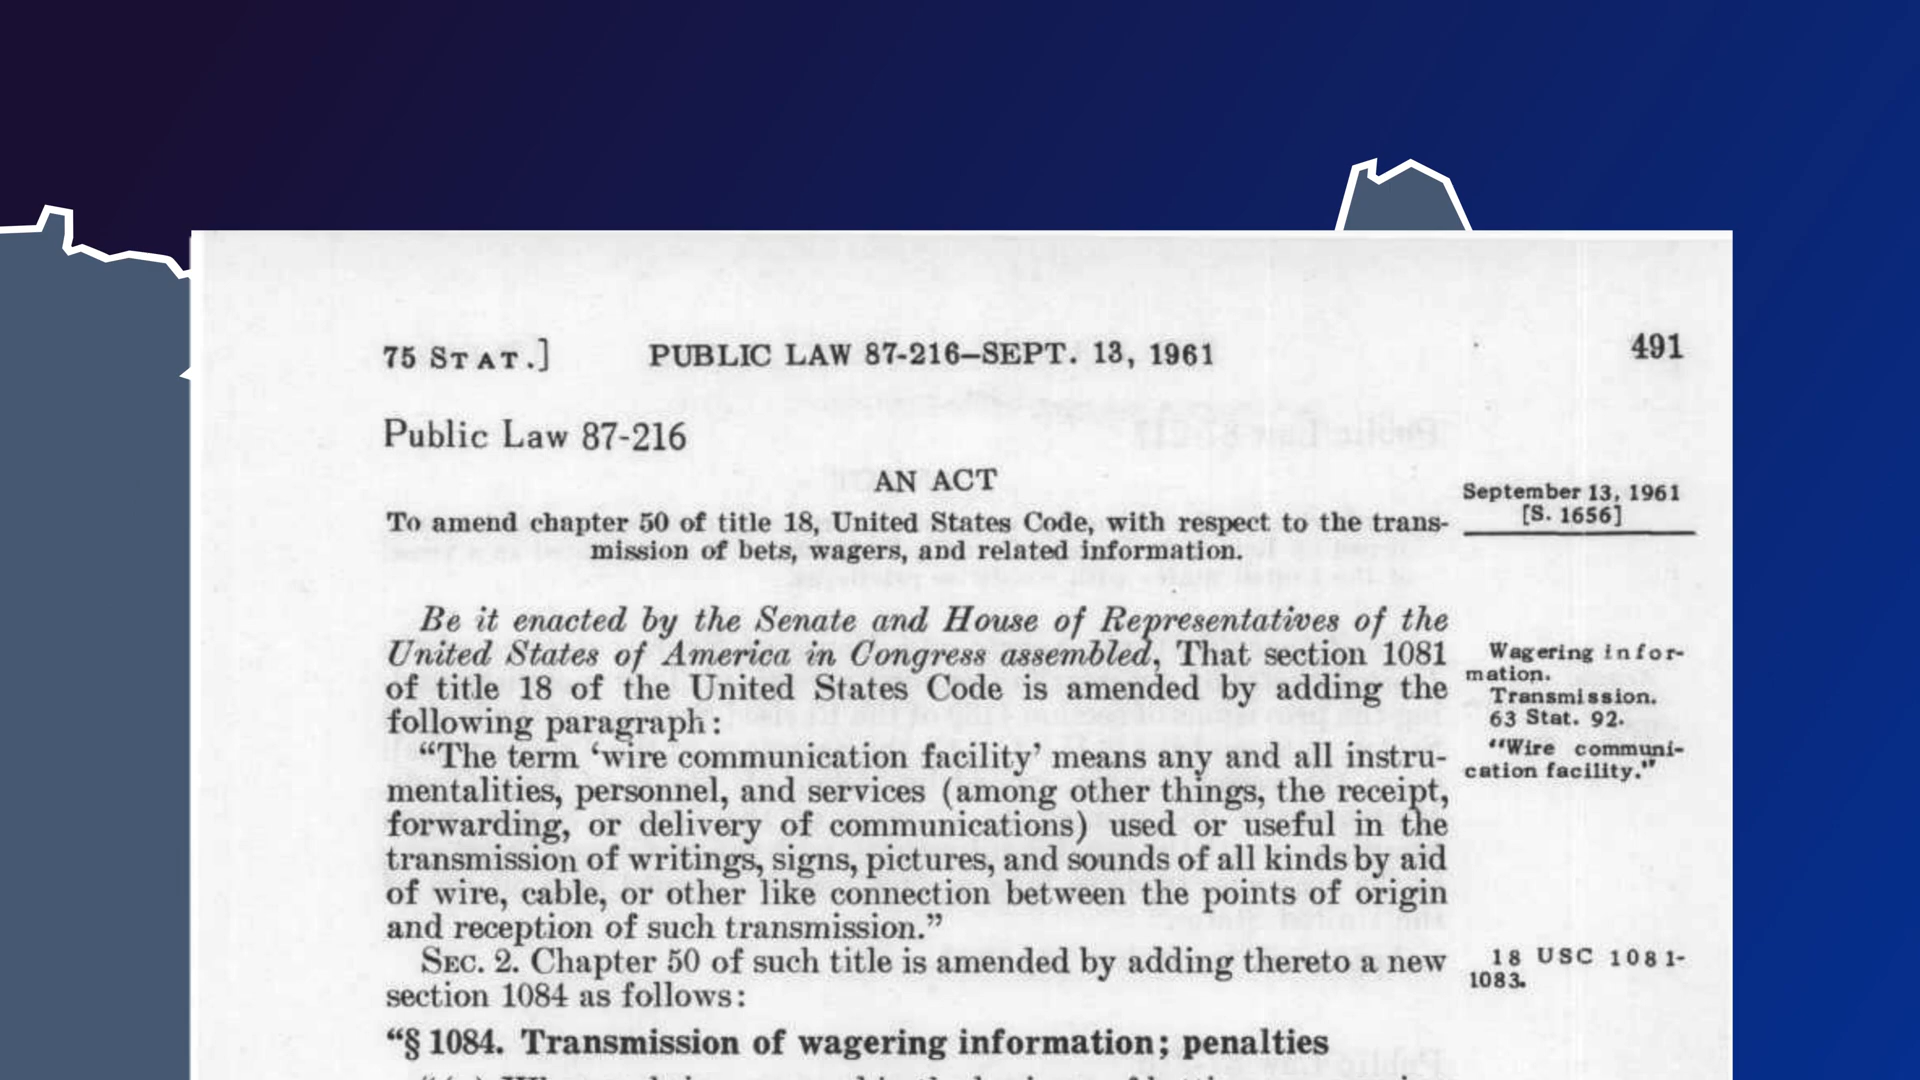 75 STAT.] PUBLIC LAW 87-216—SEPT. 13, 1961 491
Public Law 87-216
AN ACT
September 13, 1961
[S. 1656]
To amend chapter 50 of title 18, United States Code, with respect to the trans-
mission of bets, wagers, and related information.
Be it enacted by the Senate and House of Representatives of the
United States of America in Congress assembled, That section 1081
of title 18 of the United States Code is amended by adding the
following paragraph:
Wagering infor-
mation.
Transmission.
63 Stat. 92.
"Wire communi-
cation facility."
“The term ‘wire communication facility’ means any and all instru-
mentalities, personnel, and services (among other things, the receipt,
forwarding, or delivery of communications) used or useful in the
transmission of writings, signs, pictures, and sounds of all kinds by aid
of wire, cable, or other like connection between the points of origin
and reception of such transmission.”
SEC. 2. Chapter 50 of such title is amended by adding thereto a new
section 1084 as follows:
18 USC 1081-
1083.
“§ 1084. Transmission of wagering information; penalties